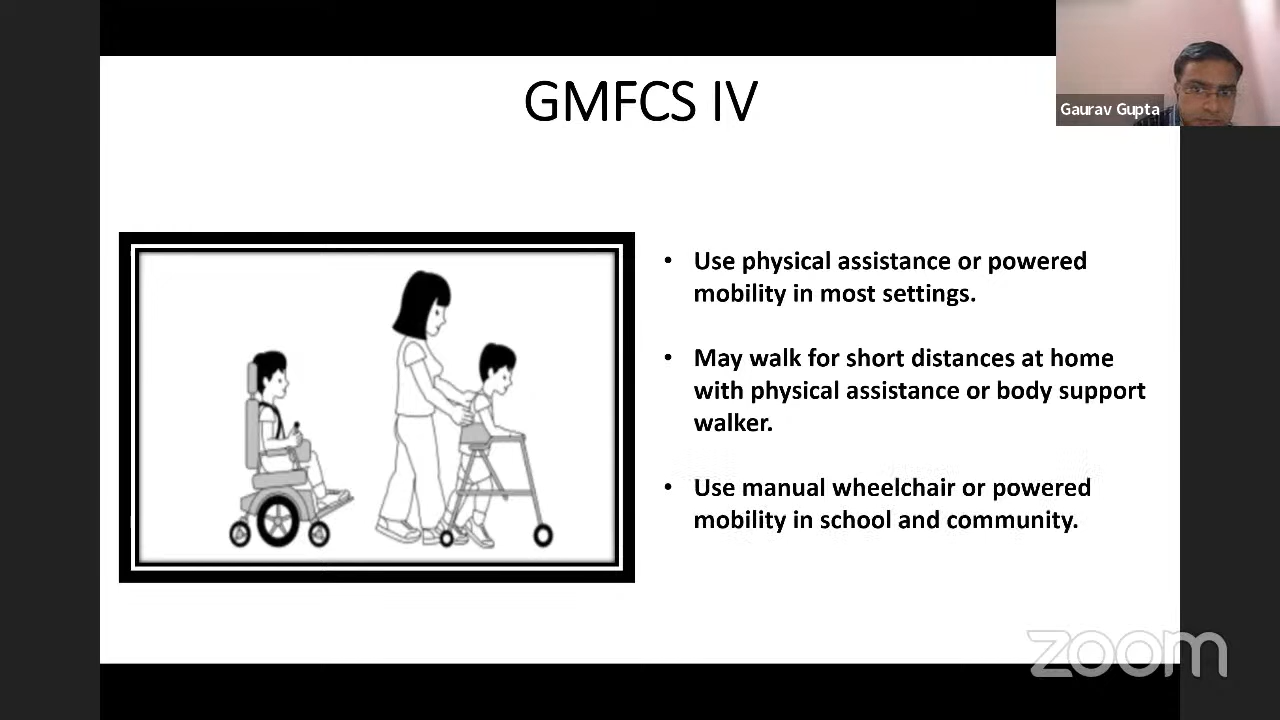 GMFCS IV
Gaurav Gupta
• Use physical assistance or powered
mobility in most settings.
• May walk for short distances at home
with physical assistance or body support
walker.
• Use manual wheelchair or powered
mobility in school and community.
zoom